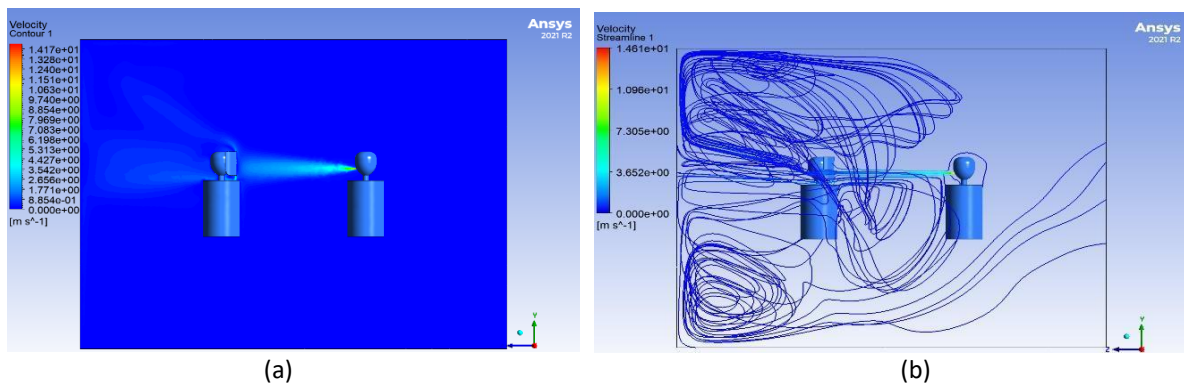 Velocity
Contour 1
1.417e+01
1.328e+01
1.240e+01
1.151e+01
1.063e+01
9.740e+00
8.854e+00
7.969e+00
7.083e+00
6.198e+00
5.313e+00
4.427e+00
3.542e+00
2.656e+00
1.771e+00
8.854e-01
0.000e+00
[m s^-1]
Ansys
2021 R2
Y
(a)
Velocity
Streamline 1
1.461e+01
1.096e+01
7.305e+00
3.652e+00
0.000e+00
[m s^-1]
Ansys
2021 R2
Y
Z
(b)